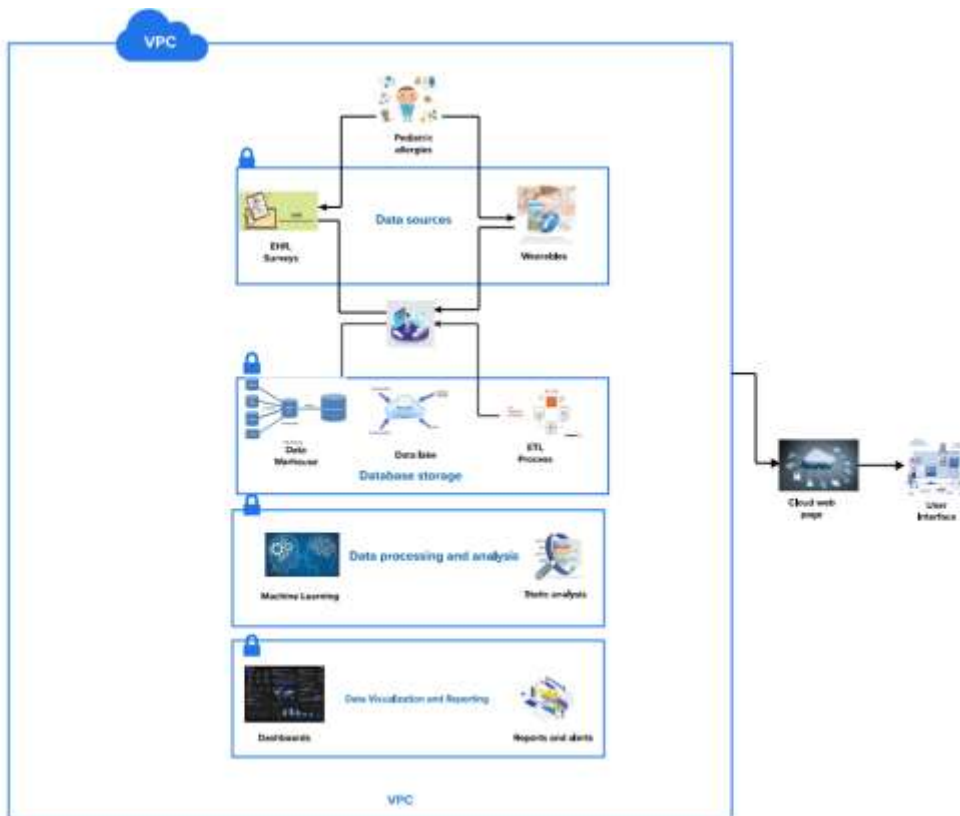 VPC
Pediatric
allergies
Data sources
EHR,
Surveys
Wearables
Data
Warhouse
Data lake
ETL
Process
Database storage
Cloud web
page
User
Interface
Data processing and analysis
Machine Learning
Static analysis
Data Visualization and Reporting
Dashboards
Reports and alerts
VPC